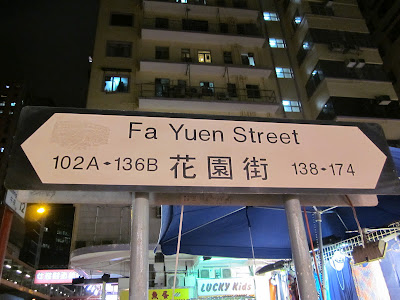 Fa Yuen Street
102A•136B 花園街 138•174
LUCKY Kids